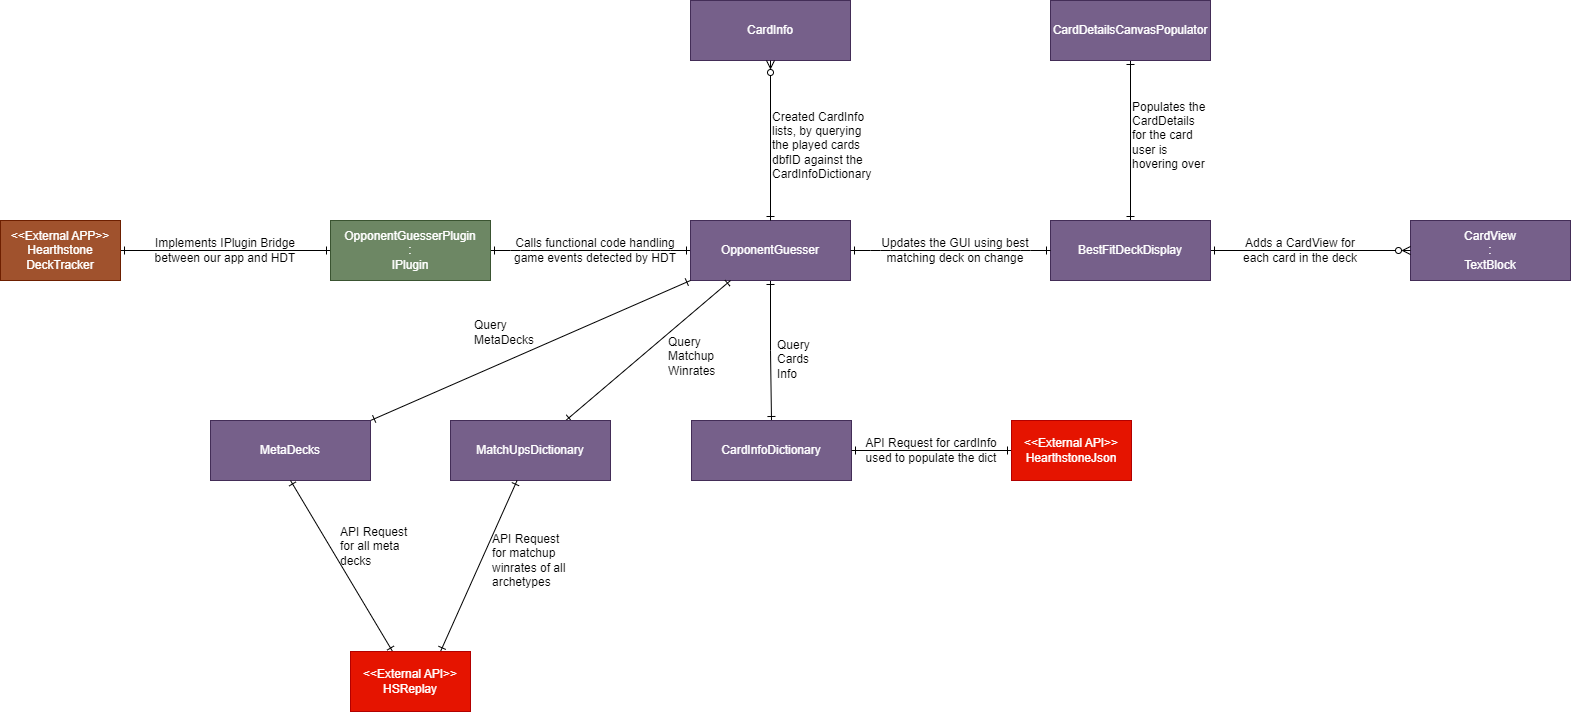 CardInfo
CardDetailsCanvasPopulator
Created CardInfo
lists, by querying
the played cards
dbfID against the
CardInfoDictionary
Populates the
CardDetails
for the card
user is
hovering over
<<External APP>>
Hearthstone
DeckTracker
Implements IPlugin Bridge
between our app and HDT
OpponentGuesserPlugin
:
IPlugin
Calls functional code handling
game events detected by HDT
OpponentGuesser
Updates the GUI using best
matching deck on change
BestFitDeckDisplay
Adds a CardView for
each card in the deck
CardView
:
TextBlock
Query
MetaDecks
Query
Matchup
Winrates
Query
Cards
Info
MetaDecks
MatchUpsDictionary
CardInfoDictionary
API Request for cardInfo
used to populate the dict
<<External API>>
HearthstoneJson
API Request
for all meta
decks
API Request
for matchup
winrates of all
archetypes
<<External API>>
HSReplay